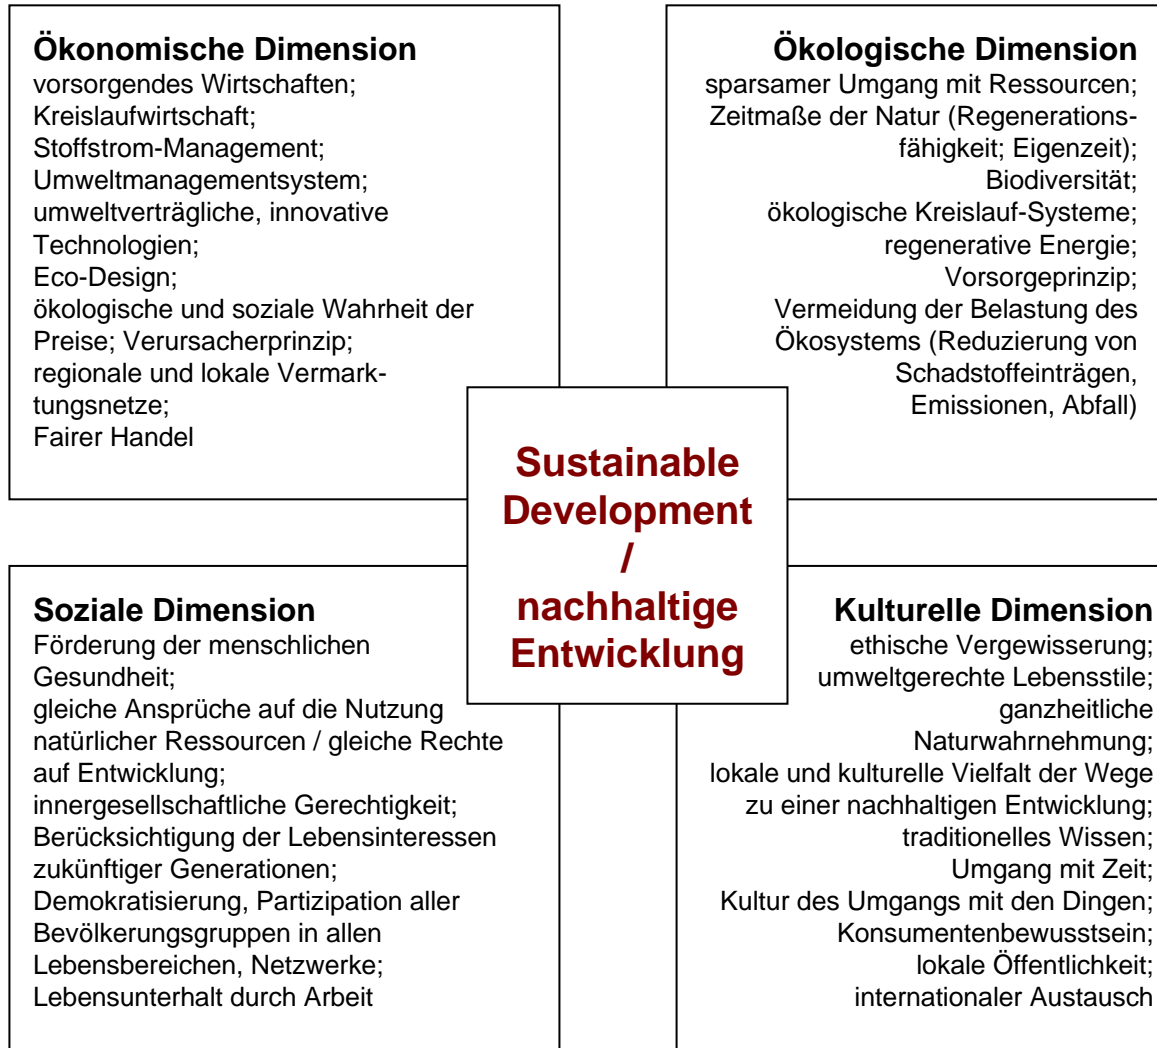 Ökonomische Dimension
vorsorgendes Wirtschaften;
Kreislaufwirtschaft;
Stoffstrom-Management;
Umweltmanagementsystem;
umweltverträgliche, innovative
Technologien;
Eco-Design;
ökologische und soziale Wahrheit der
Preise; Verursacherprinzip;
regionale und lokale Vermark-
tungsnetze;
Fairer Handel
Ökologische Dimension
sparsamer Umgang mit Ressourcen;
Zeitmaße der Natur (Regenerations-
fähigkeit; Eigenzeit);
Biodiversität;
ökologische Kreislauf-Systeme;
regenerative Energie;
Vorsorgeprinzip;
Vermeidung der Belastung des
Ökosystems (Reduzierung von
Schadstoffeinträgen,
Emissionen, Abfall)
Sustainable
Development
/
nachhaltige
Entwicklung
Soziale Dimension
Förderung der menschlichen
Gesundheit;
gleiche Ansprüche auf die Nutzung
natürlicher Ressourcen / gleiche Rechte
auf Entwicklung;
innergesellschaftliche Gerechtigkeit;
Berücksichtigung der Lebensinteressen
zukünftiger Generationen;
Demokratisierung, Partizipation aller
Bevölkerungsgruppen in allen
Lebensbereichen, Netzwerke;
Lebensunterhalt durch Arbeit
Kulturelle Dimension
ethische Vergewisserung;
umweltgerechte Lebensstile;
ganzheitliche
Naturwahrnehmung;
lokale und kulturelle Vielfalt der Wege
zu einer nachhaltigen Entwicklung;
traditionelles Wissen;
Umgang mit Zeit;
Kultur des Umgangs mit den Dingen;
Konsumentenbewusstsein;
lokale Öffentlichkeit;
internationaler Austausch